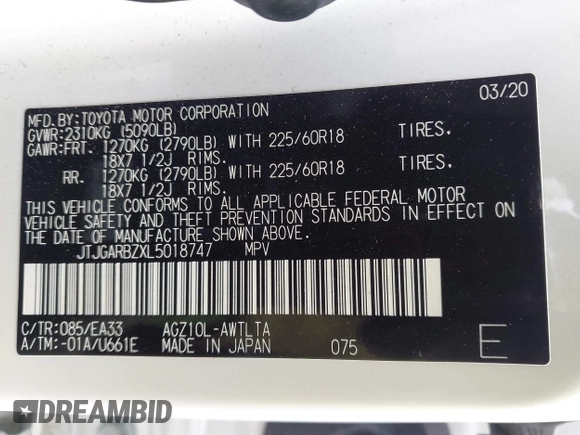 MFD.BY:TOYOTA MOTOR CORPORATION 03/20
GVWR:2310KG (5090LB)
GAWR:FRT. 1270KG (2790LB) WITH 225/60R18 TIRES.
18X7 1/2J RIMS.
RR. 1270KG (2790LB) WITH 225/60R18 TIRES.
18X7 1/2J RIMS.
THIS VEHICLE CONFORMS TO ALL APPLICABLE FEDERAL MOTOR
VEHICLE SAFETY AND THEFT PREVENTION STANDARDS IN EFFECT ON
THE DATE OF MANUFACTURE SHOWN ABOVE.
JTJGARBZXL5018747 MPV
C/TR:085/EA33 AGZ10L-AWTLTA
A/TM:-01A/U661E MADE IN JAPAN 075 E
DREAMBID